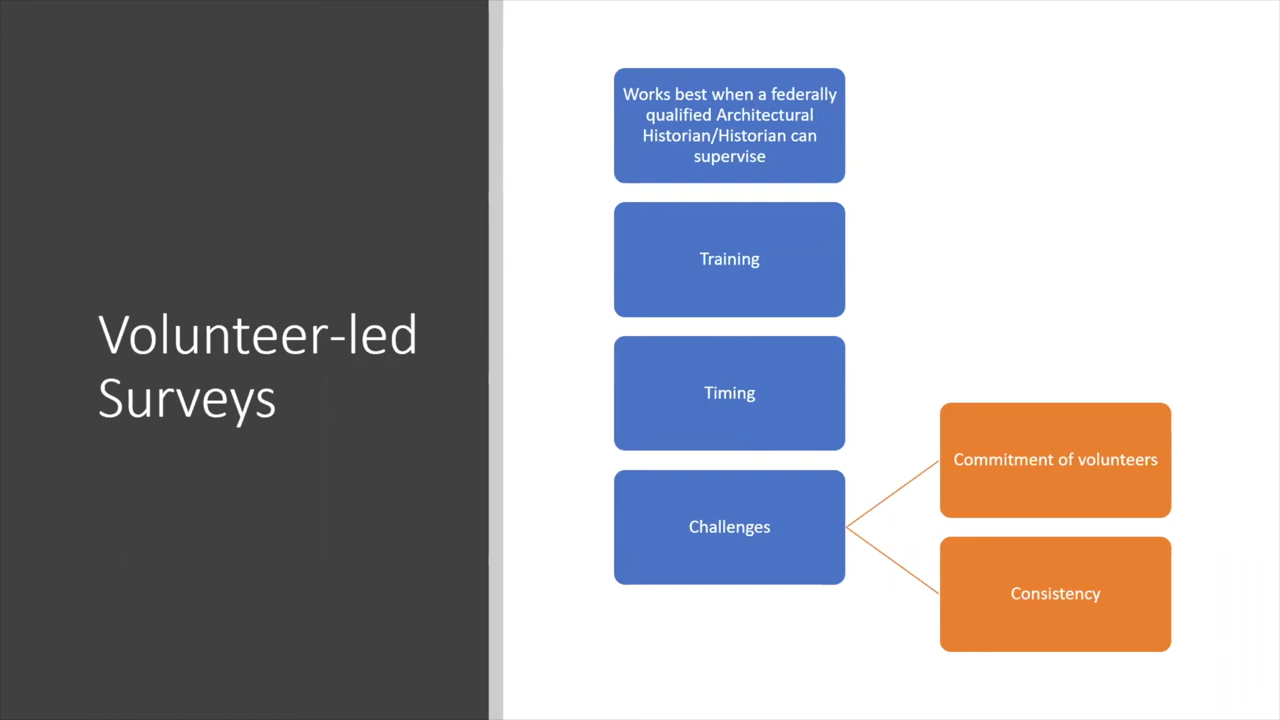 Volunteer-led
Surveys
Works best when a federally
qualified Architectural
Historian/Historian can
supervise
Training
Timing
Challenges
Commitment of volunteers
Consistency